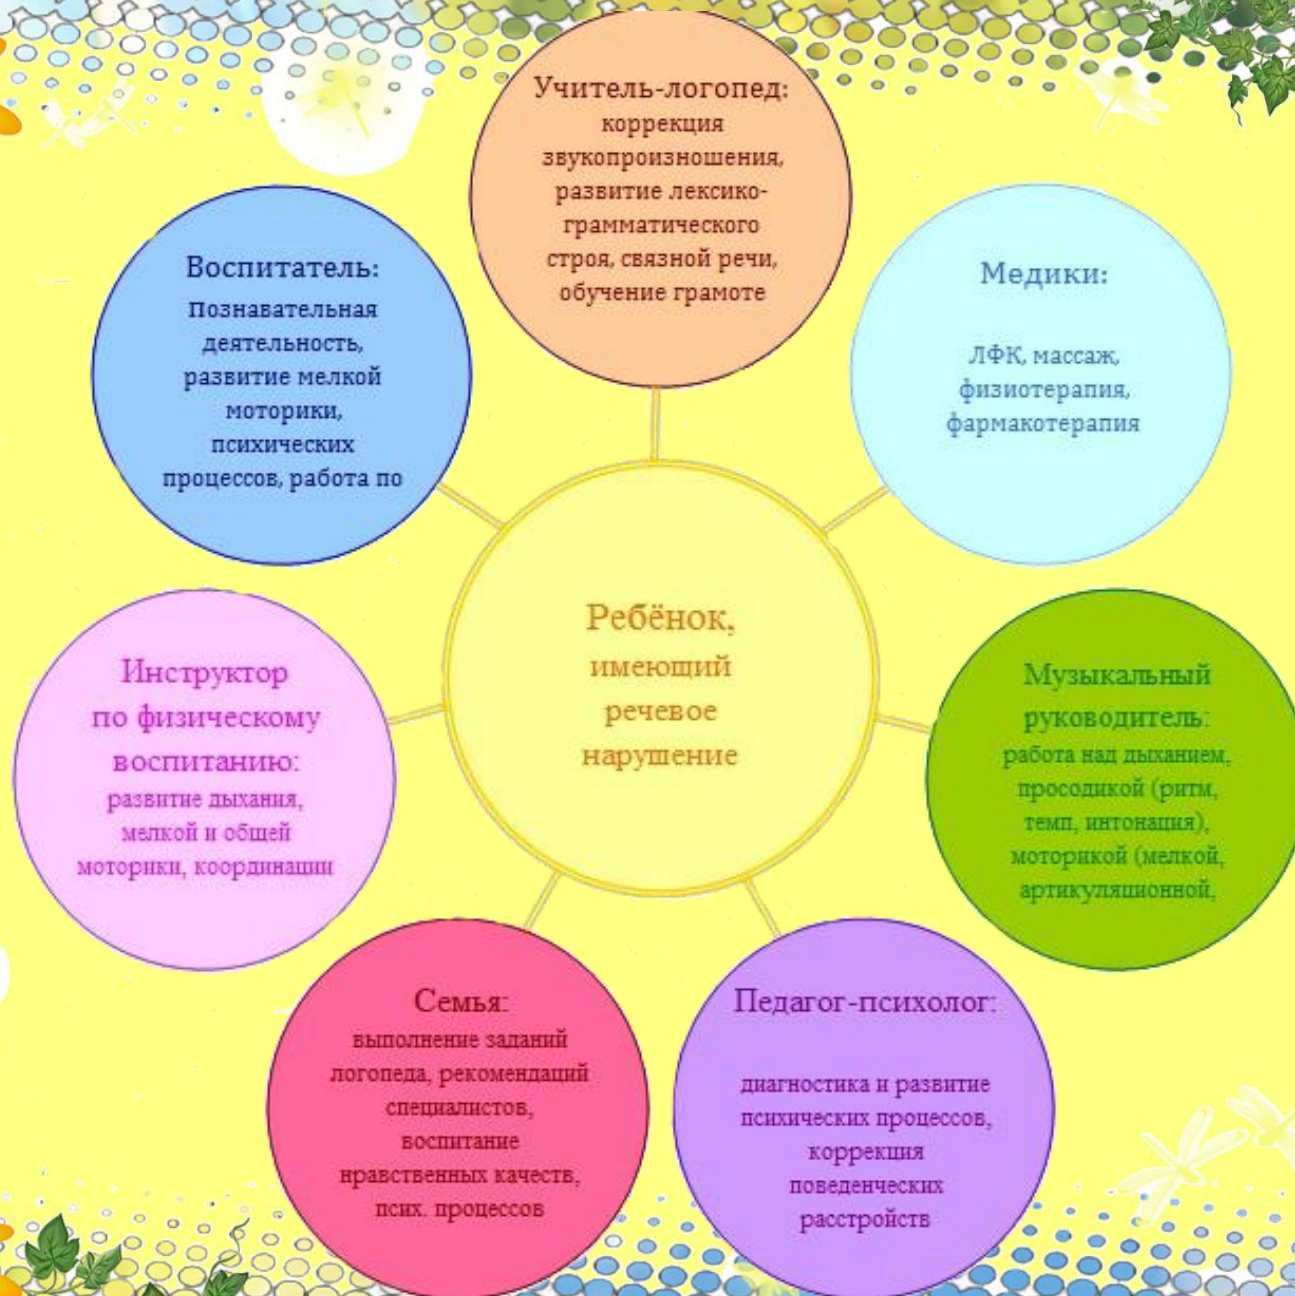 Учитель-логопед:
коррекция
звукопроизношения,
развитие лексико-
грамматического
строя, связной речи,
обучение грамоте
Воспитатель:
Познавательная
деятельность,
развитие мелкой
моторики,
психических
процессов, работа по
Медики:
ЛФК, массаж,
физиотерапия,
фармакотерапия
Ребёнок,
имеющий
речевое
нарушение
Инструктор
по физическому
воспитанию:
развитие дыхания,
мелкой и общей
моторики, координации
Музыкальный
руководитель:
работа над дыханием,
просодикой (ритм,
темп, интонация),
моторикой (мелкой,
артикуляционной,
Семья:
выполнение заданий
логопеда, рекомендаций
специалистов,
воспитание
нравственных качеств,
псих. процессов
Педагог-психолог:
диагностика и развитие
психических процессов,
коррекция
поведенческих
расстройств